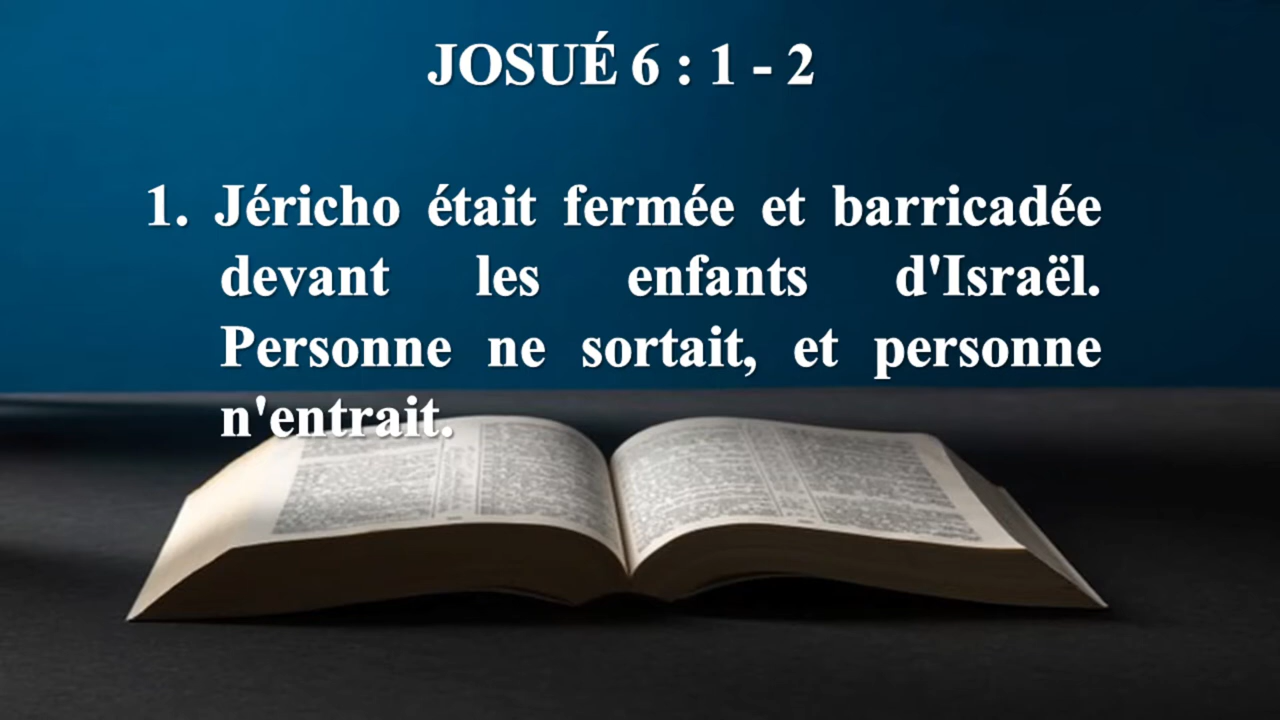 JOSUÉ 6 : 1 - 2
1. Jéricho était fermée et barricadée
devant les enfants d'Israël.
Personne ne sortait, et personne
n'entrait.